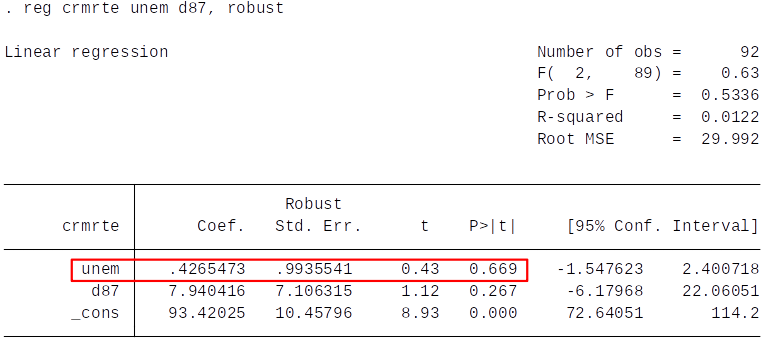 . reg crmrte unem d87, robust
Linear regression Number of obs = 92
F( 2, 89) = 0.63
Prob > F = 0.5336
R-squared = 0.0122
Root MSE = 29.992
Robust
crmrte Coef. Std. Err. t P>|t| [95% Conf. Interval]
unem .4265473 .9935541 0.43 0.669 -1.547623 2.400718
d87 7.940416 7.106315 1.12 0.267 -6.17968 22.06051
_cons 93.42025 10.45796 8.93 0.000 72.64051 114.2